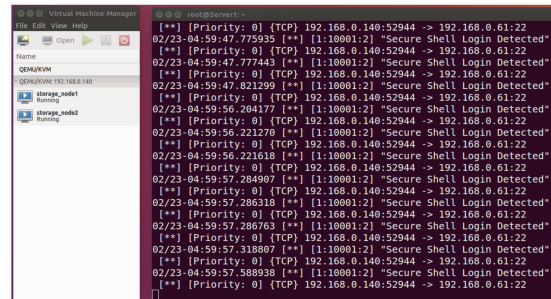 Virtual Machine Manager
File Edit View Help
Open
Name
QEMU/KVM
QEMU/KVM: 192.168.0.140
storage_node1
Running
storage_node2
Running
root@Server1: ~
[**] [Priority: 0] {TCP} 192.168.0.140:52944 -> 192.168.0.61:22
02/23-04:59:47.775935 [**] [1:10001:2] "Secure Shell Login Detected"
[**] [Priority: 0] {TCP} 192.168.0.140:52944 -> 192.168.0.61:22
02/23-04:59:47.777443 [**] [1:10001:2] "Secure Shell Login Detected"
[**] [Priority: 0] {TCP} 192.168.0.140:52944 -> 192.168.0.61:22
02/23-04:59:47.821299 [**] [1:10001:2] "Secure Shell Login Detected"
[**] [Priority: 0] {TCP} 192.168.0.140:52944 -> 192.168.0.61:22
02/23-04:59:56.204177 [**] [1:10001:2] "Secure Shell Login Detected"
[**] [Priority: 0] {TCP} 192.168.0.140:52944 -> 192.168.0.61:22
02/23-04:59:56.221270 [**] [1:10001:2] "Secure Shell Login Detected"
[**] [Priority: 0] {TCP} 192.168.0.140:52944 -> 192.168.0.61:22
02/23-04:59:56.221618 [**] [1:10001:2] "Secure Shell Login Detected"
[**] [Priority: 0] {TCP} 192.168.0.140:52944 -> 192.168.0.61:22
02/23-04:59:57.284907 [**] [1:10001:2] "Secure Shell Login Detected"
[**] [Priority: 0] {TCP} 192.168.0.140:52944 -> 192.168.0.61:22
02/23-04:59:57.286318 [**] [1:10001:2] "Secure Shell Login Detected"
[**] [Priority: 0] {TCP} 192.168.0.140:52944 -> 192.168.0.61:22
02/23-04:59:57.286763 [**] [1:10001:2] "Secure Shell Login Detected"
[**] [Priority: 0] {TCP} 192.168.0.140:52944 -> 192.168.0.61:22
02/23-04:59:57.318807 [**] [1:10001:2] "Secure Shell Login Detected"
[**] [Priority: 0] {TCP} 192.168.0.140:52944 -> 192.168.0.61:22
02/23-04:59:57.588938 [**] [1:10001:2] "Secure Shell Login Detected"
[**] [Priority: 0] {TCP} 192.168.0.140:52944 -> 192.168.0.61:22